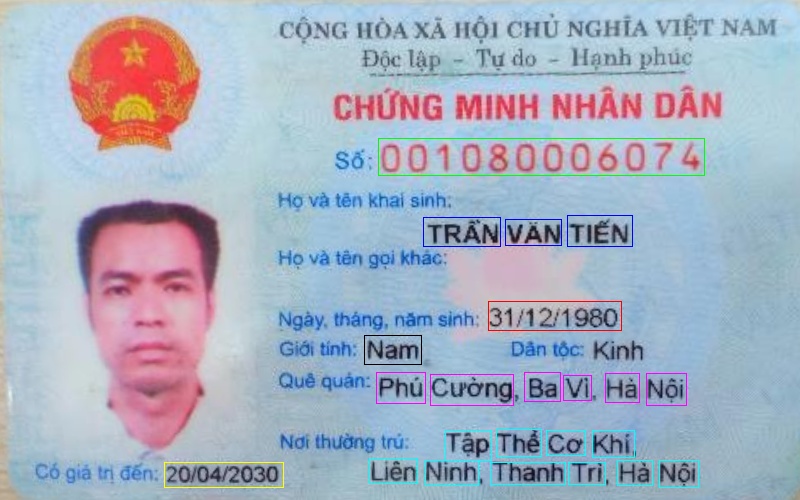 CỘNG HÒA XÃ HỘI CHỦ NGHĨA VIỆT NAM
Độc lập - Tự do - Hạnh phúc
CHỨNG MINH NHÂN DÂN
Số: 001080006074
Họ và tên khai sinh:
TRẦN VĂN TIẾN
Họ và tên gọi khác:
Ngày, tháng, năm sinh: 31/12/1980
Giới tính: Nam Dân tộc: Kinh
Quê quán: Phú Cường, Ba Vì, Hà Nội
Nơi thường trú: Tập Thể Cơ Khí,
Liên Ninh, Thanh Trì, Hà Nội
Có giá trị đến: 20/04/2030